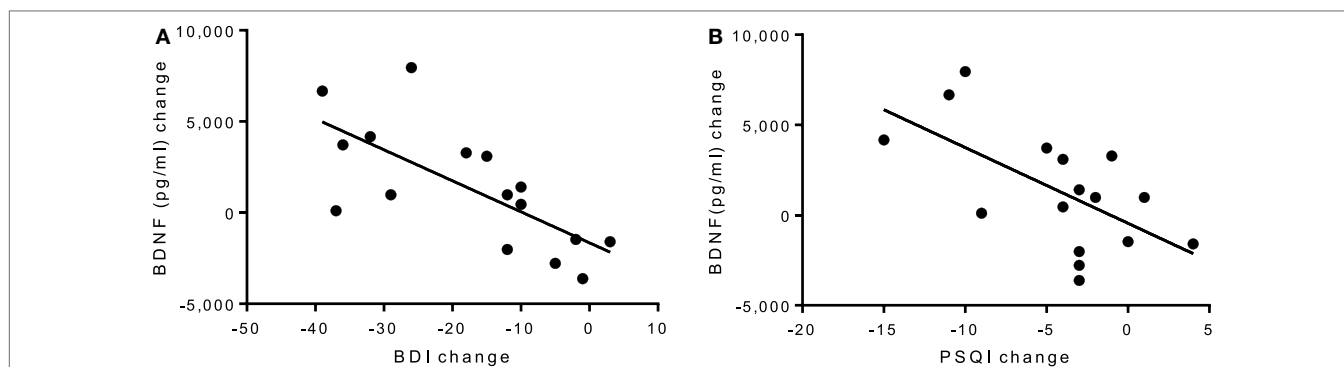 A
BDNF (pg/ml) change
10,000
5,000
0
-5,000
-50 -40 -30 -20 -10 0 10
BDI change
B
BDNF(pg/ml) change
10,000
5,000
0
-5,000
-20 -15 -10 -5 0 5
PSQI change